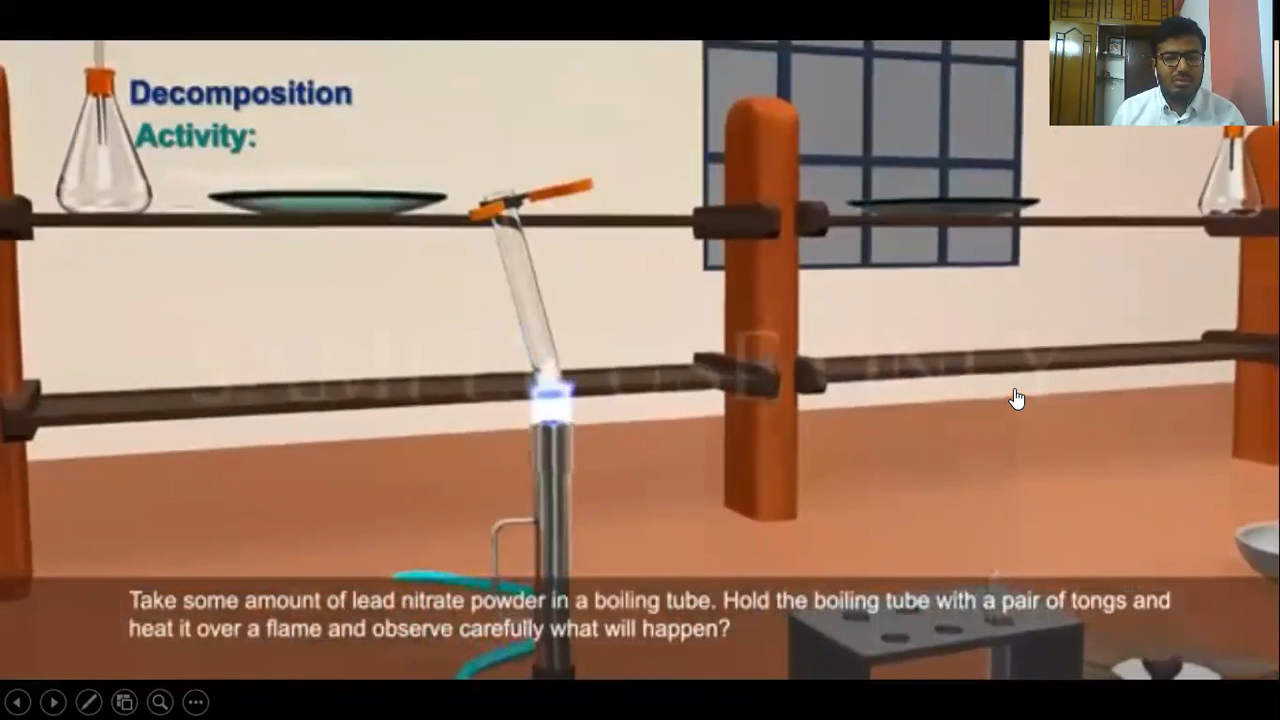 Decomposition
Activity:
Take some amount of lead nitrate powder in a boiling tube. Hold the boiling tube with a pair of tongs and
heat it over a flame and observe carefully what will happen?